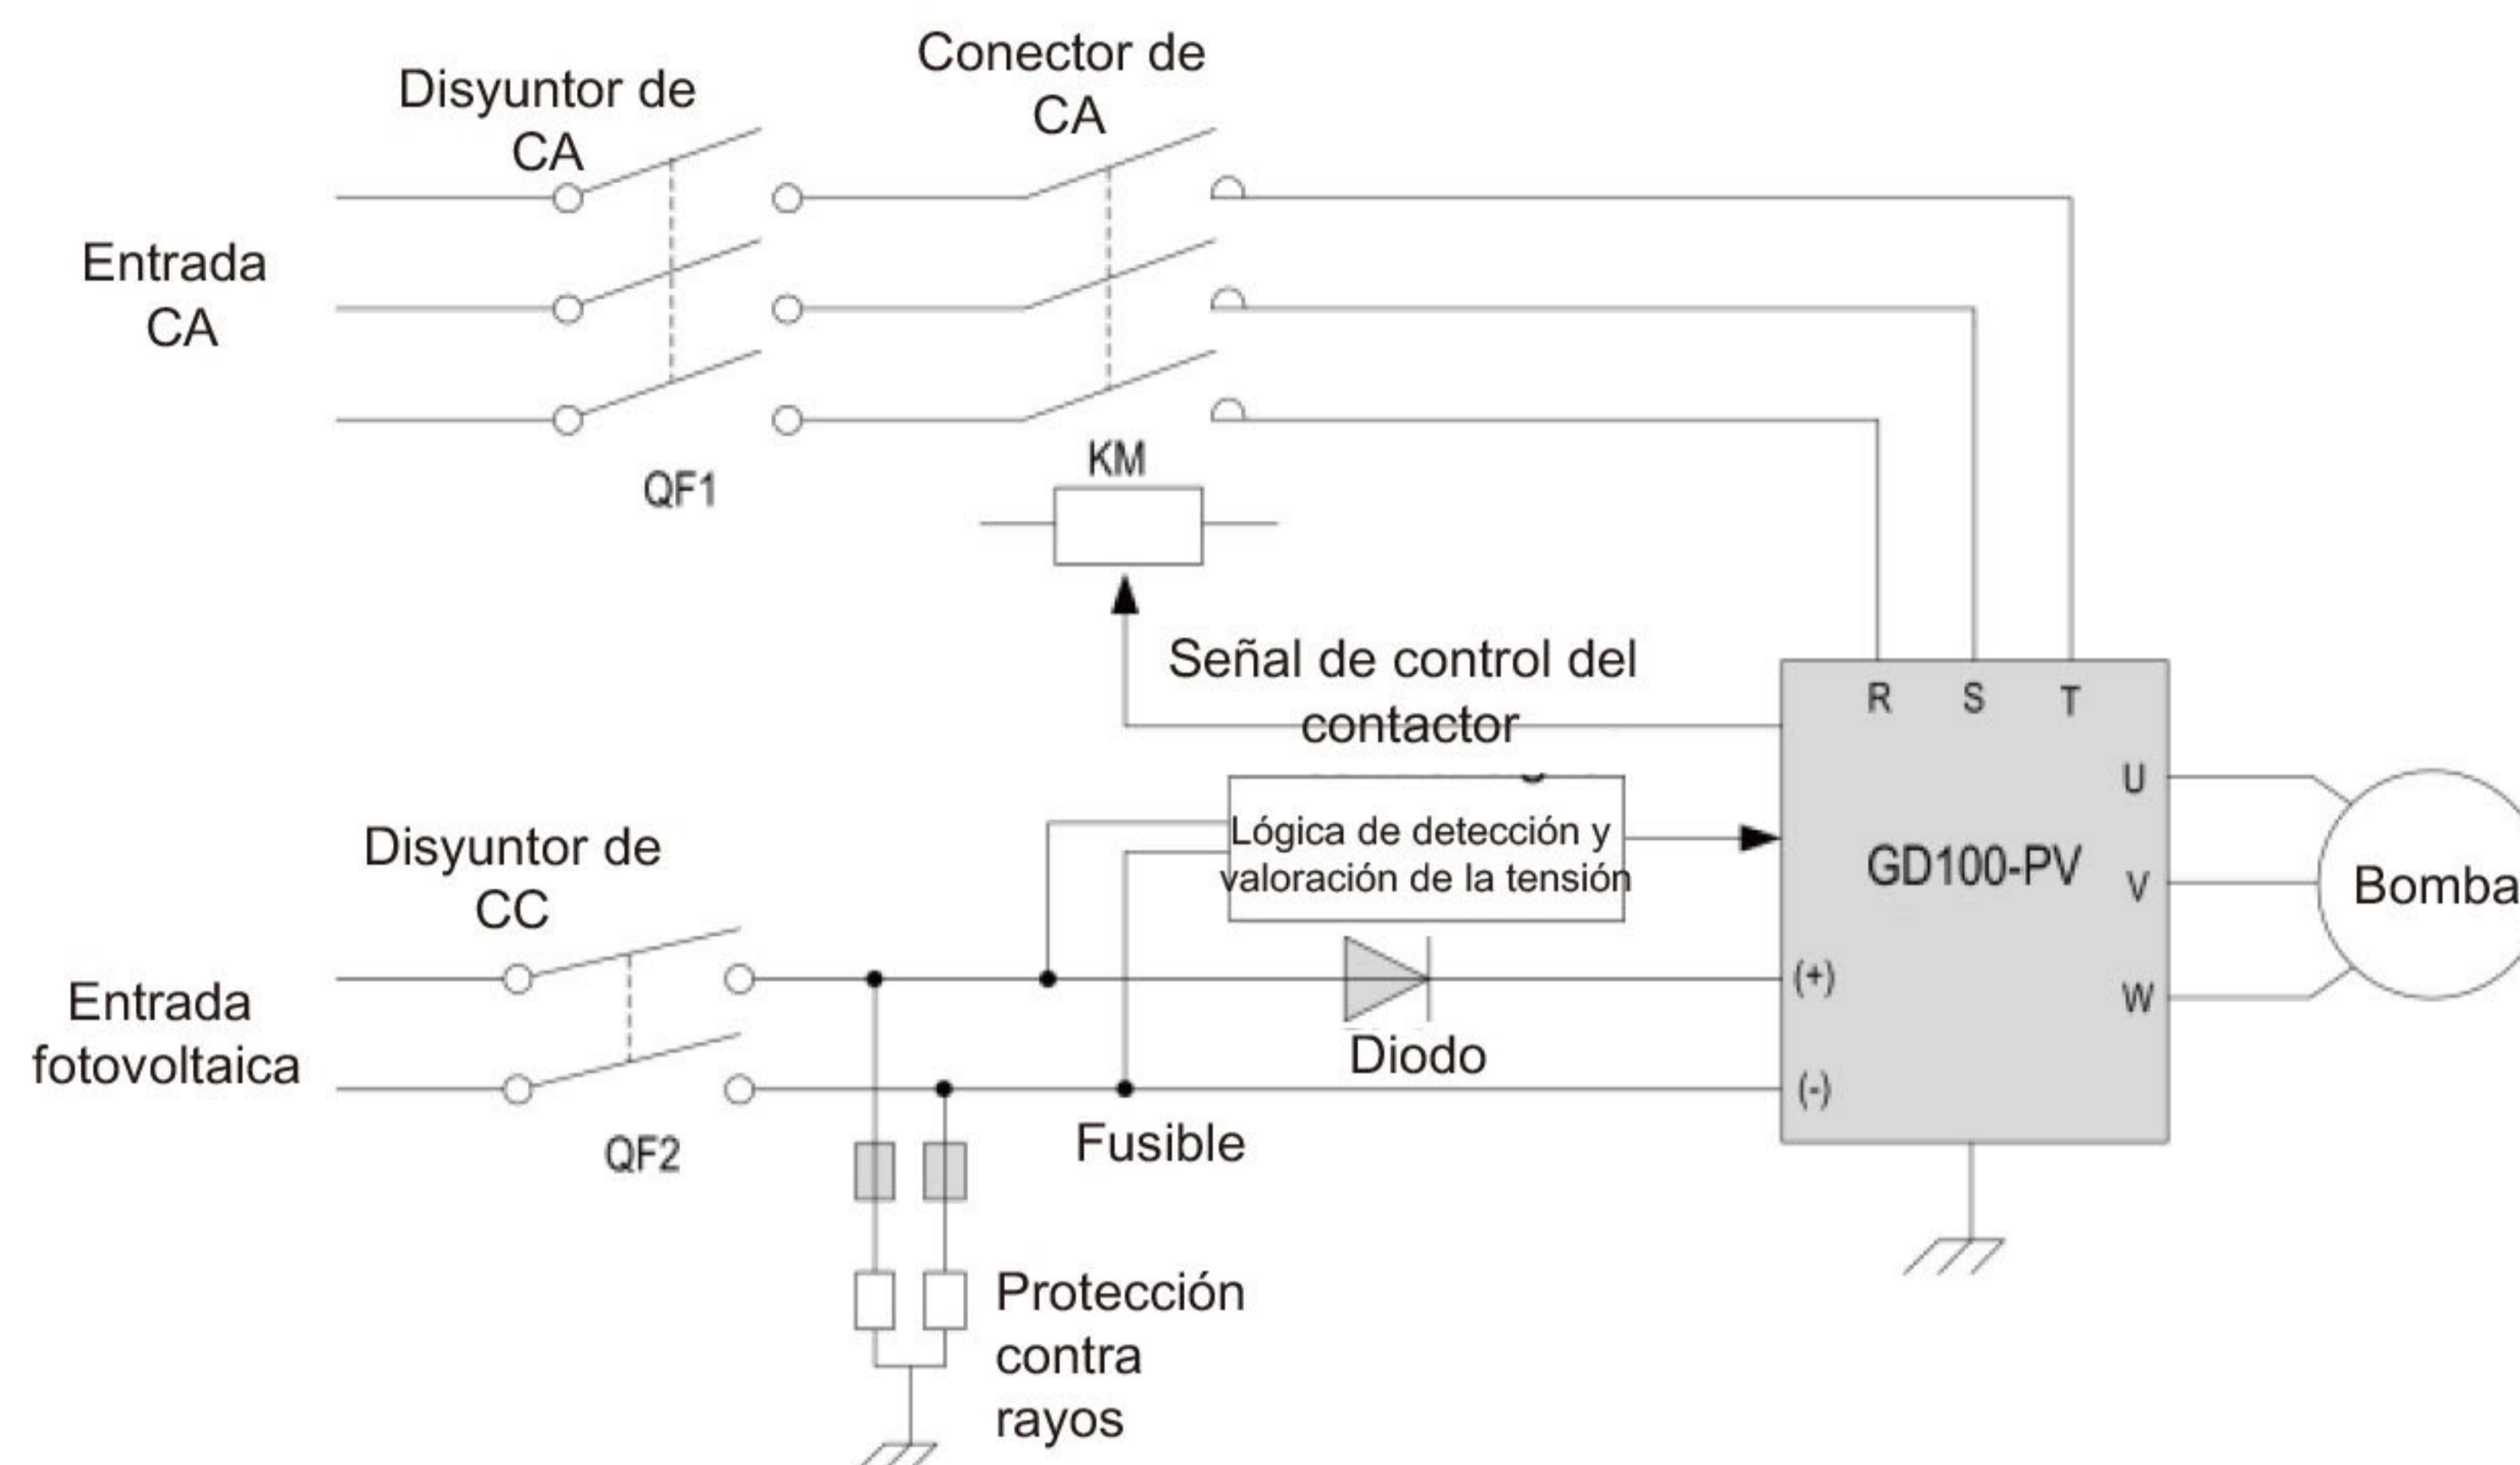 Disyuntor de
CA
Conector de
CA
Entrada
CA
QF1
KM
Señal de control del
contactor
R S T
U
V
W
GD100-PV
Bomba
Lógica de detección y
valoración de la tensión
Disyuntor de
CC
Entrada
fotovoltaica
QF2
(+)
(-)
Diodo
Fusible
Protección
contra
rayos